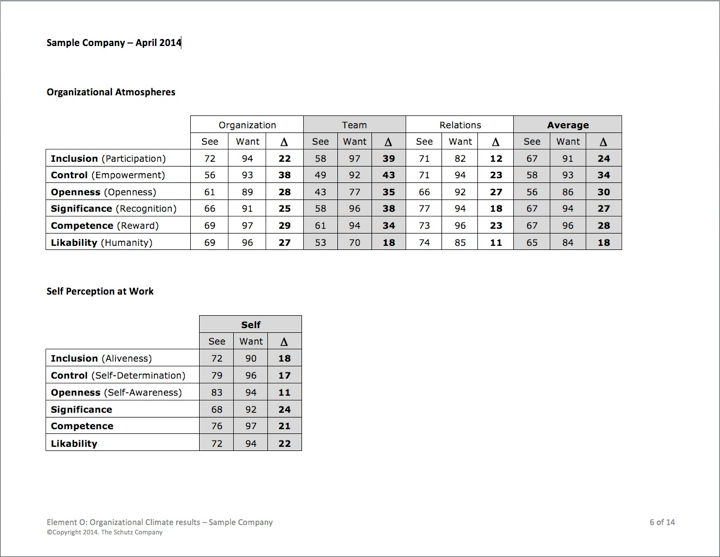 Sample Company – April 2014
Organizational Atmospheres
Organization Team Relations Average
See Want Δ See Want Δ See Want Δ See Want Δ
Inclusion (Participation) 72 94 22 58 97 39 71 82 12 67 91 24
Control (Empowerment) 56 93 38 49 92 43 71 94 23 58 93 34
Openness (Openness) 61 89 28 43 77 35 66 92 27 56 86 30
Significance (Recognition) 66 91 25 58 96 38 77 94 18 67 94 27
Competence (Reward) 69 97 29 61 94 34 73 96 23 67 96 28
Likability (Humanity) 69 96 27 53 70 18 74 85 11 65 84 18
Self Perception at Work
Self
See Want Δ
Inclusion (Aliveness) 72 90 18
Control (Self-Determination) 79 96 17
Openness (Self-Awareness) 83 94 11
Significance 68 92 24
Competence 76 97 21
Likability 72 94 22
Element O: Organizational Climate results – Sample Company 6 of 14
©Copyright 2014. The Schutz Company